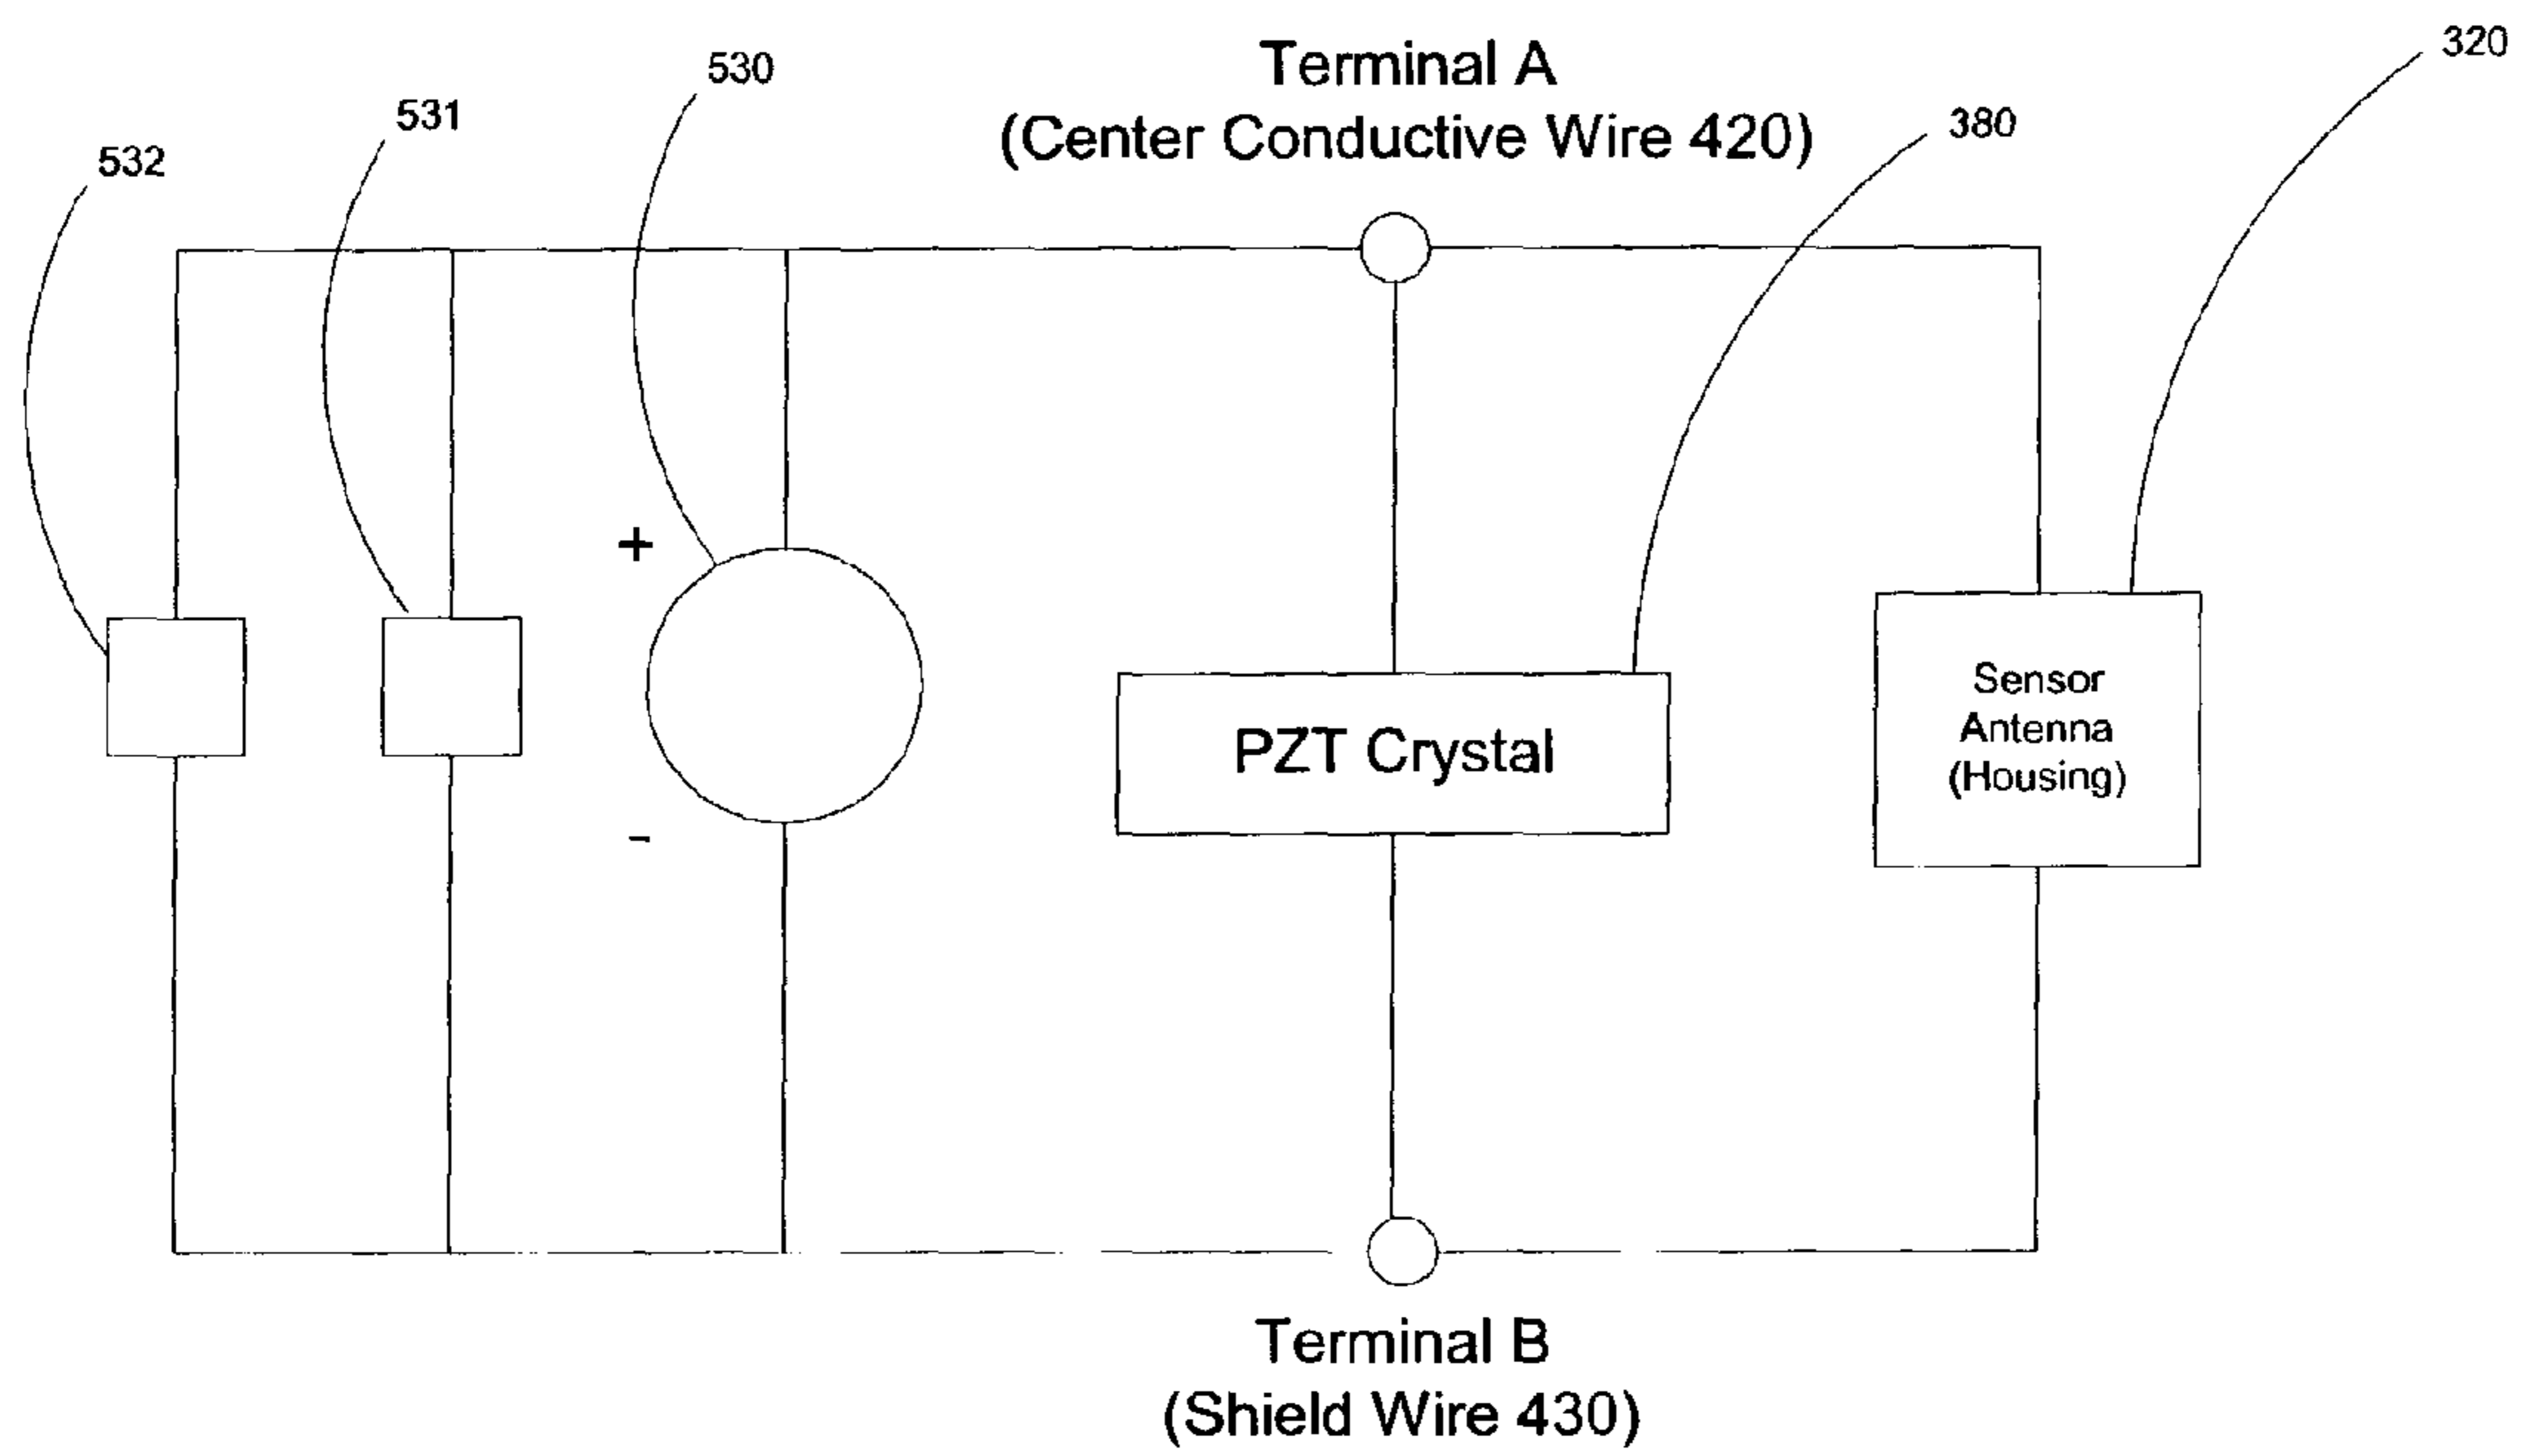 320
Terminal A
530
(Center Conductive Wire 420)
531
380
532
+
Sensor
Antenna
(Housing)
PZT Crystal
-
Terminal B
(Shield Wire 430)